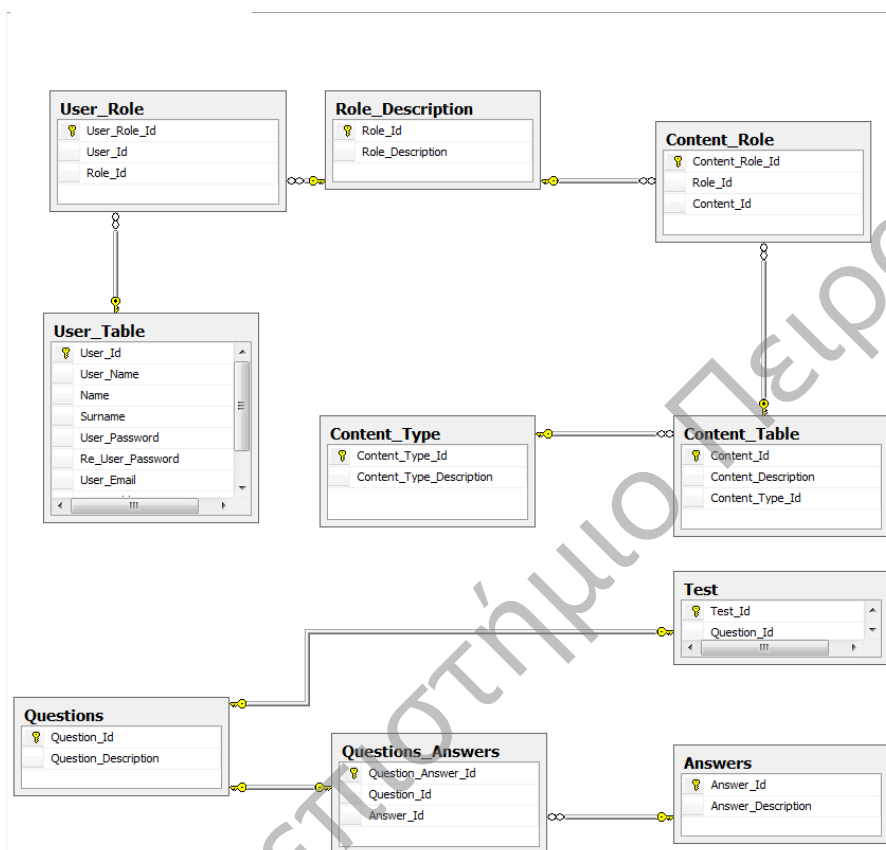 User_Role
User_Role_Id
User_Id
Role_Id
Role_Description
Role_Id
Role_Description
Content_Role
Content_Role_Id
Role_Id
Content_Id
User_Table
User_Id
User_Name
Name
Surname
User_Password
Re_User_Password
User_Email
Content_Type
Content_Type_Id
Content_Type_Description
Content_Table
Content_Id
Content_Description
Content_Type_Id
Test
Test_Id
Question_Id
Questions
Question_Id
Question_Description
Questions_Answers
Question_Answer_Id
Question_Id
Answer_Id
Answers
Answer_Id
Answer_Description